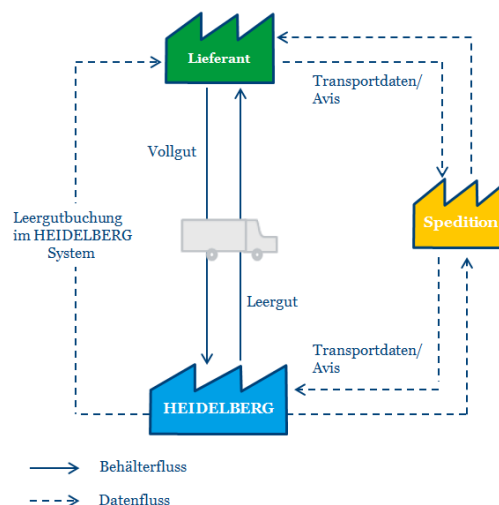 Lieferant
Transportdaten/
Avis
Vollgut
Leergutbuchung
im HEIDELBERG
System
Spedition
Leergut
Transportdaten/
Avis
HEIDELBERG
Behälterfluss
Datenfluss